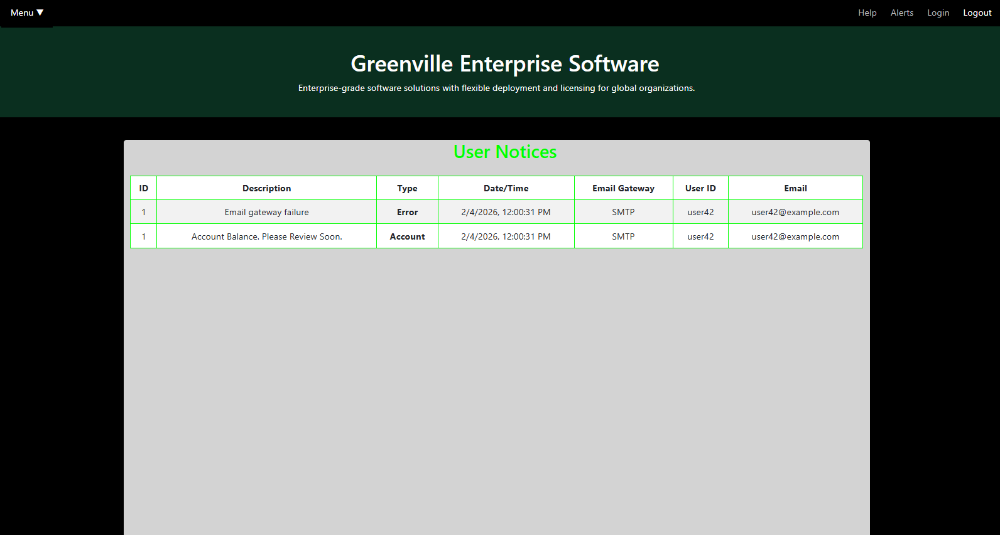 Menu ▼ Help Alerts Login Logout
Greenville Enterprise Software
Enterprise-grade software solutions with flexible deployment and licensing for global organizations.
User Notices
ID Description Type Date/Time Email Gateway User ID Email
1 Email gateway failure Error 2/4/2026, 12:00:31 PM SMTP user42 user42@example.com
1 Account Balance. Please Review Soon. Account 2/4/2026, 12:00:31 PM SMTP user42 user42@example.com